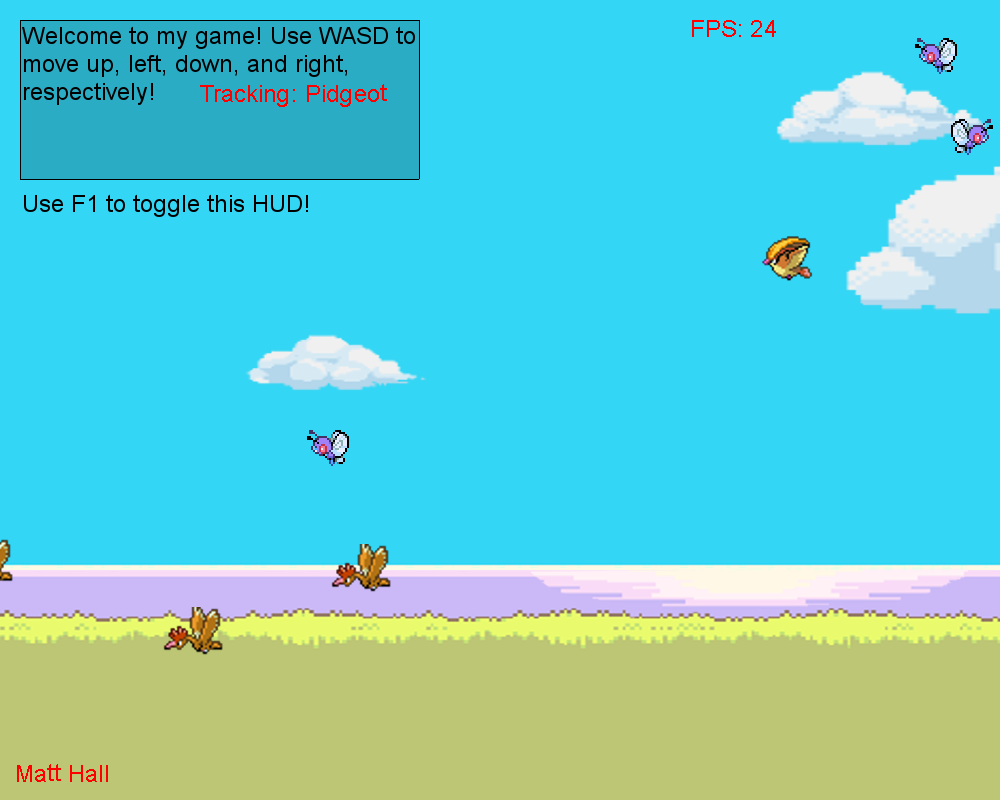 FPS: 24
Welcome to my game! Use WASD to
move up, left, down, and right,
respectively!
Tracking: Pidgeot
Use F1 to toggle this HUD!
Matt Hall